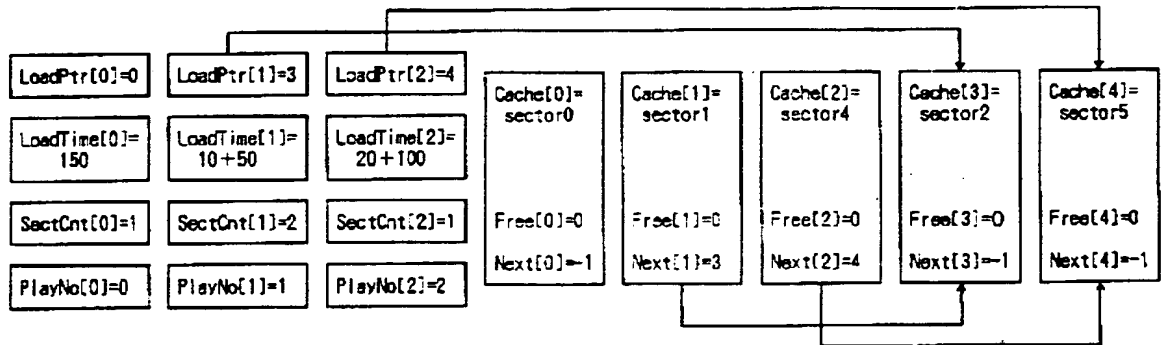 LoadPtr[0]=0
LoadPtr[1]=3
LoadPtr[2]=4
LoadTime[0]=
150
LoadTime[1]=
10+50
LoadTime[2]=
20+100
SectCnt[0]=1
SectCnt[1]=2
SectCnt[2]=1
PlayNo[0]=0
PlayNo[1]=1
PlayNo[2]=2
Cache[0]=
sector0
Free[0]=0
Next[0]=-1
Cache[1]=
sector1
Free[1]=0
Next[1]=3
Cache[2]=
sector4
Free[2]=0
Next[2]=4
Cache[3]=
sector2
Free[3]=0
Next[3]=-1
Cache[4]=
sector5
Free[4]=0
Next[4]=-1